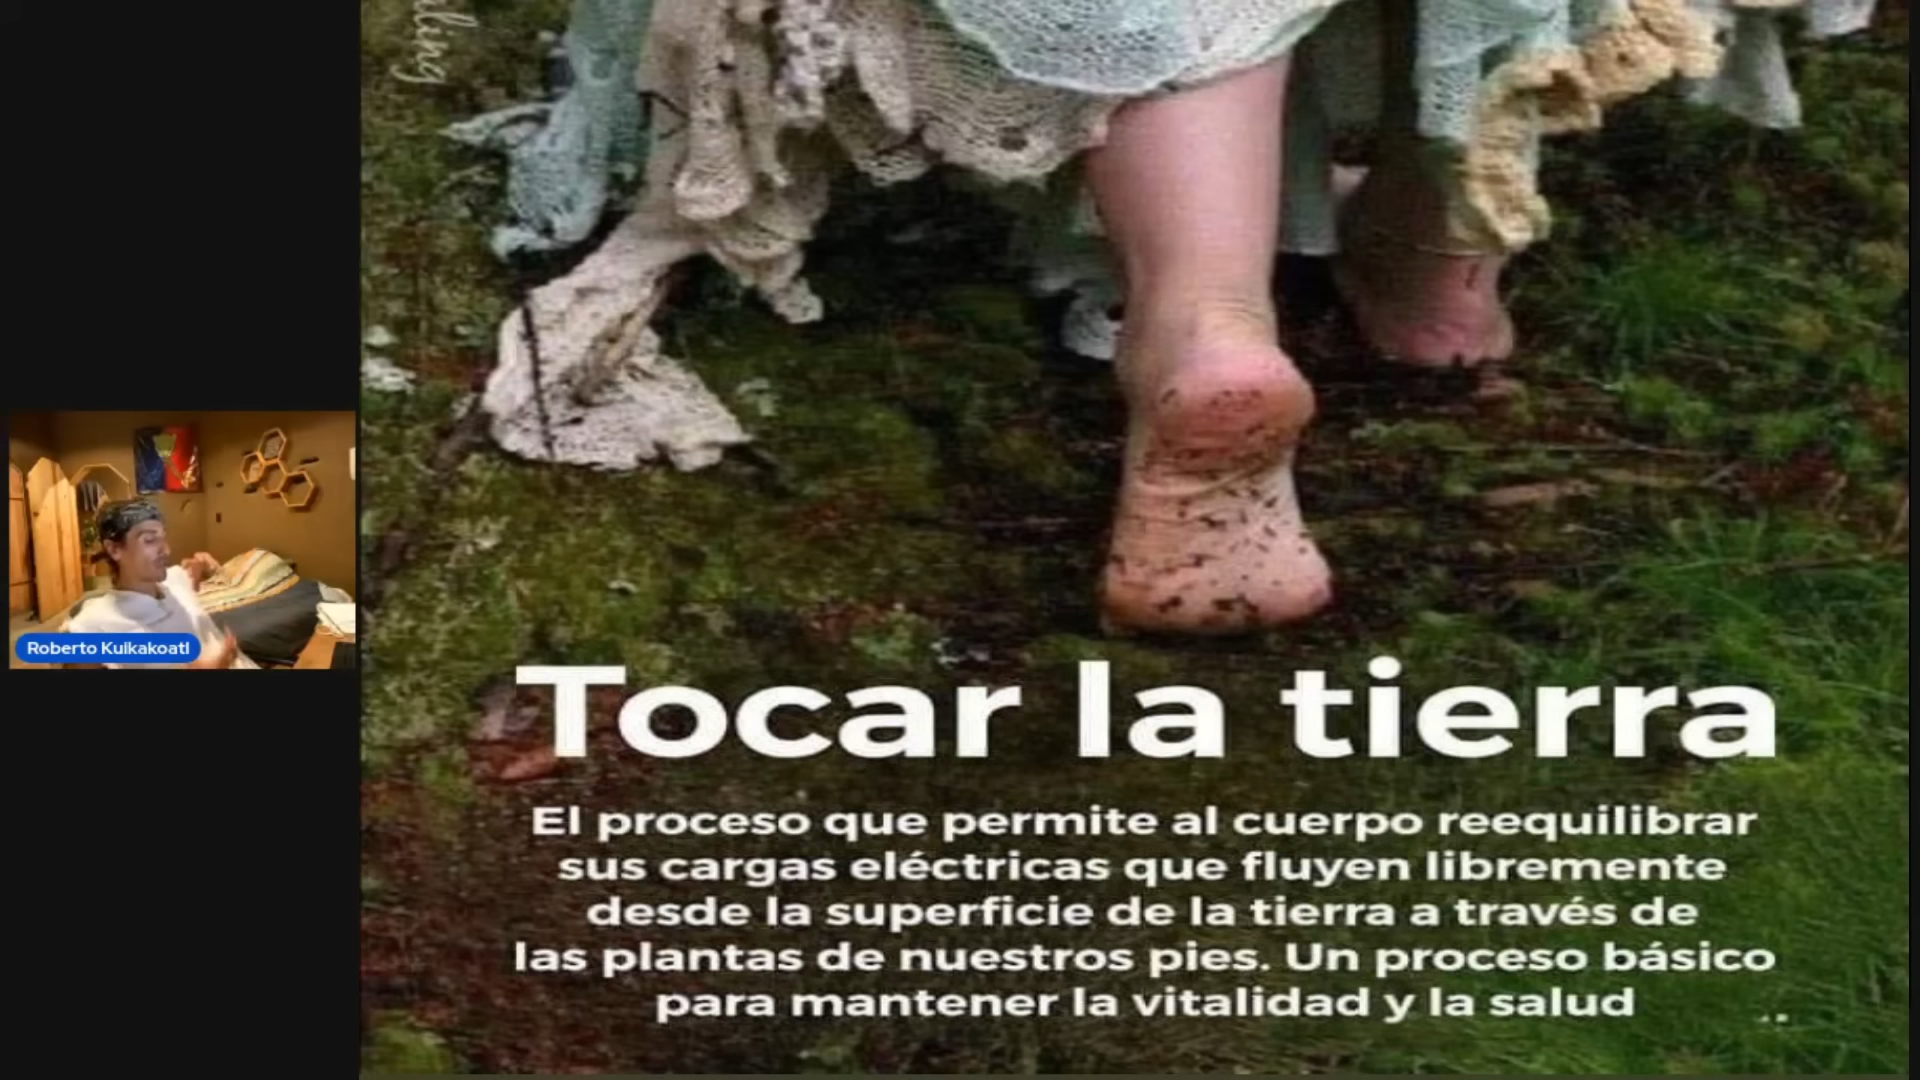 Roberto Kuikakoatl
Tocar la tierra
El proceso que permite al cuerpo reequilibrar
sus cargas eléctricas que fluyen libremente
desde la superficie de la tierra a través de
las plantas de nuestros pies. Un proceso básico
para mantener la vitalidad y la salud